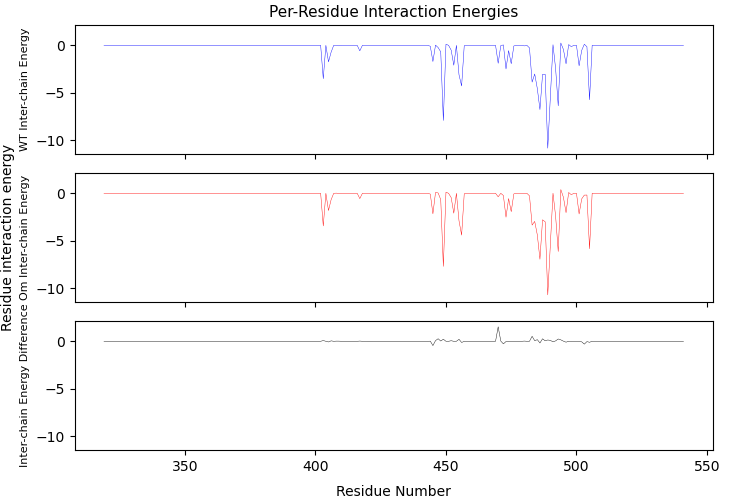 Per-Residue Interaction Energies
Residue interaction energy
WT Inter-chain Energy
0
−5
−10
Om Inter-chain Energy
0
−5
−10
Inter-chain Energy Difference
0
−5
−10
350
400
450
500
550
Residue Number